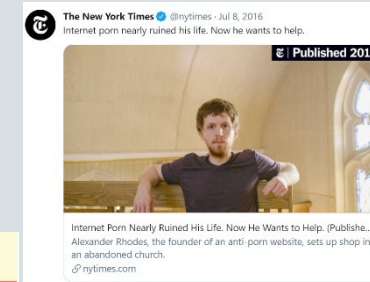 The New York Times @nytimes · Jul 8, 2016
Internet porn nearly ruined his life. Now he wants to help.
Published 201
Internet Porn Nearly Ruined His Life. Now He Wants to Help. (Publishe...
Alexander Rhodes, the founder of an anti-porn website, sets up shop in
an abandoned church.
nytimes.com